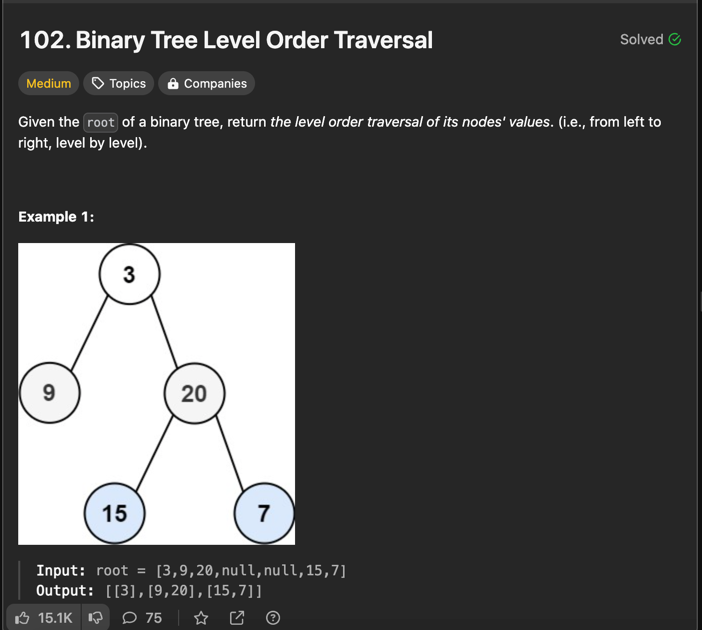 102. Binary Tree Level Order Traversal
Solved
Medium Topics Companies
Given the root of a binary tree, return the level order traversal of its nodes' values. (i.e., from left to
right, level by level).
Example 1:
3
9 20
15 7
Input: root = [3,9,20,null,null,15,7]
Output: [[3],[9,20],[15,7]]
15.1K 75